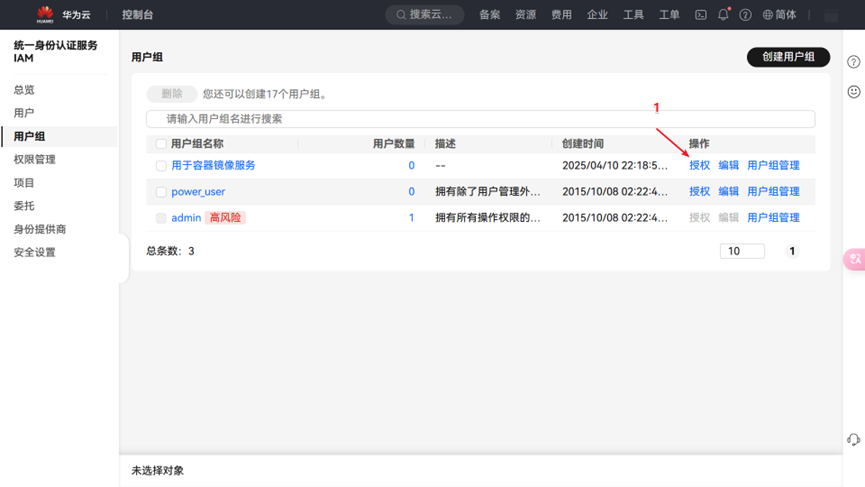 HUAWEI 华为云 控制台 搜索云... 备案 资源 费用 企业 工具 工单 简体
统一身份认证服务
IAM
总览
用户
用户组
权限管理
项目
委托
身份提供商
安全设置
用户组 创建用户组
删除 您还可以创建17个用户组。
请输入用户组名进行搜索
1
用户组名称 用户数量 描述 创建时间 操作
用于容器镜像服务 0 -- 2025/04/10 22:18:5... 授权 编辑 用户组管理
power_user 0 拥有除了用户管理外... 2015/10/08 02:22:4... 授权 编辑 用户组管理
admin 高风险 1 拥有所有操作权限的... 2015/10/08 02:22:4... 授权 编辑 用户组管理
总条数: 3 10 1
未选择对象